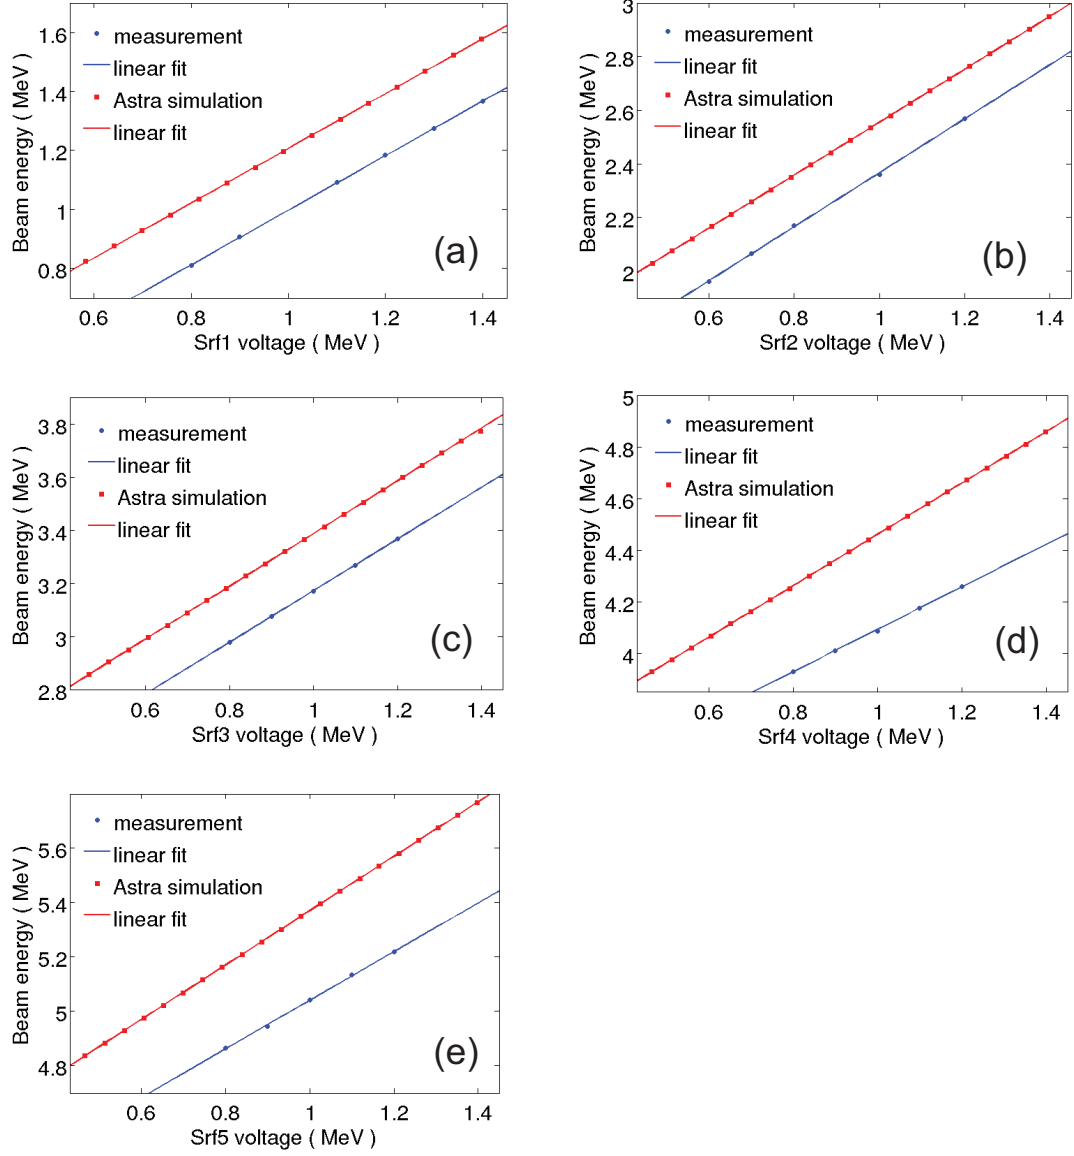 1.6
1.4
1.2
1
0.8
Beam energy ( MeV )
measurement
linear fit
Astra simulation
linear fit
(a)
0.6 0.8 1 1.2 1.4
Srf1 voltage ( MeV )
3
2.8
2.6
2.4
2.2
2
Beam energy ( MeV )
measurement
linear fit
Astra simulation
linear fit
(b)
0.6 0.8 1 1.2 1.4
Srf2 voltage ( MeV )
3.8
3.6
3.4
3.2
3
2.8
Beam energy ( MeV )
measurement
linear fit
Astra simulation
linear fit
(c)
0.6 0.8 1 1.2 1.4
Srf3 voltage ( MeV )
5
4.8
4.6
4.4
4.2
4
Beam energy ( MeV )
measurement
linear fit
Astra simulation
linear fit
(d)
0.6 0.8 1 1.2 1.4
Srf4 voltage ( MeV )
5.6
5.4
5.2
5
4.8
Beam energy ( MeV )
measurement
linear fit
Astra simulation
linear fit
(e)
0.6 0.8 1 1.2 1.4
Srf5 voltage ( MeV )